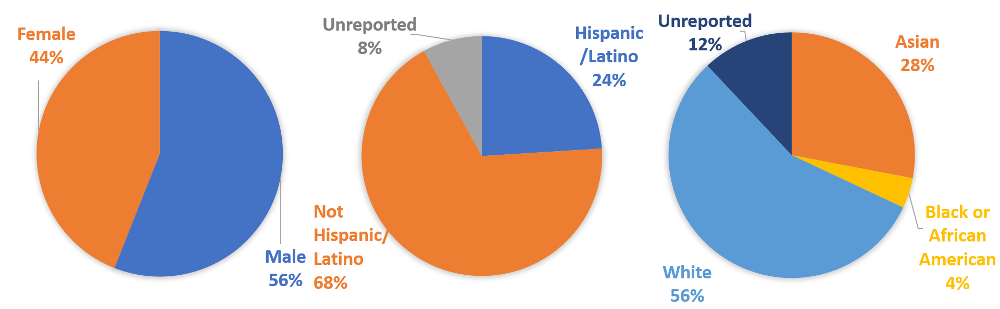 Female
44%
Male
56%
Unreported
8%
Hispanic
/Latino
24%
Not
Hispanic/
Latino
68%
Unreported
12%
Asian
28%
Black or
African
American
4%
White
56%